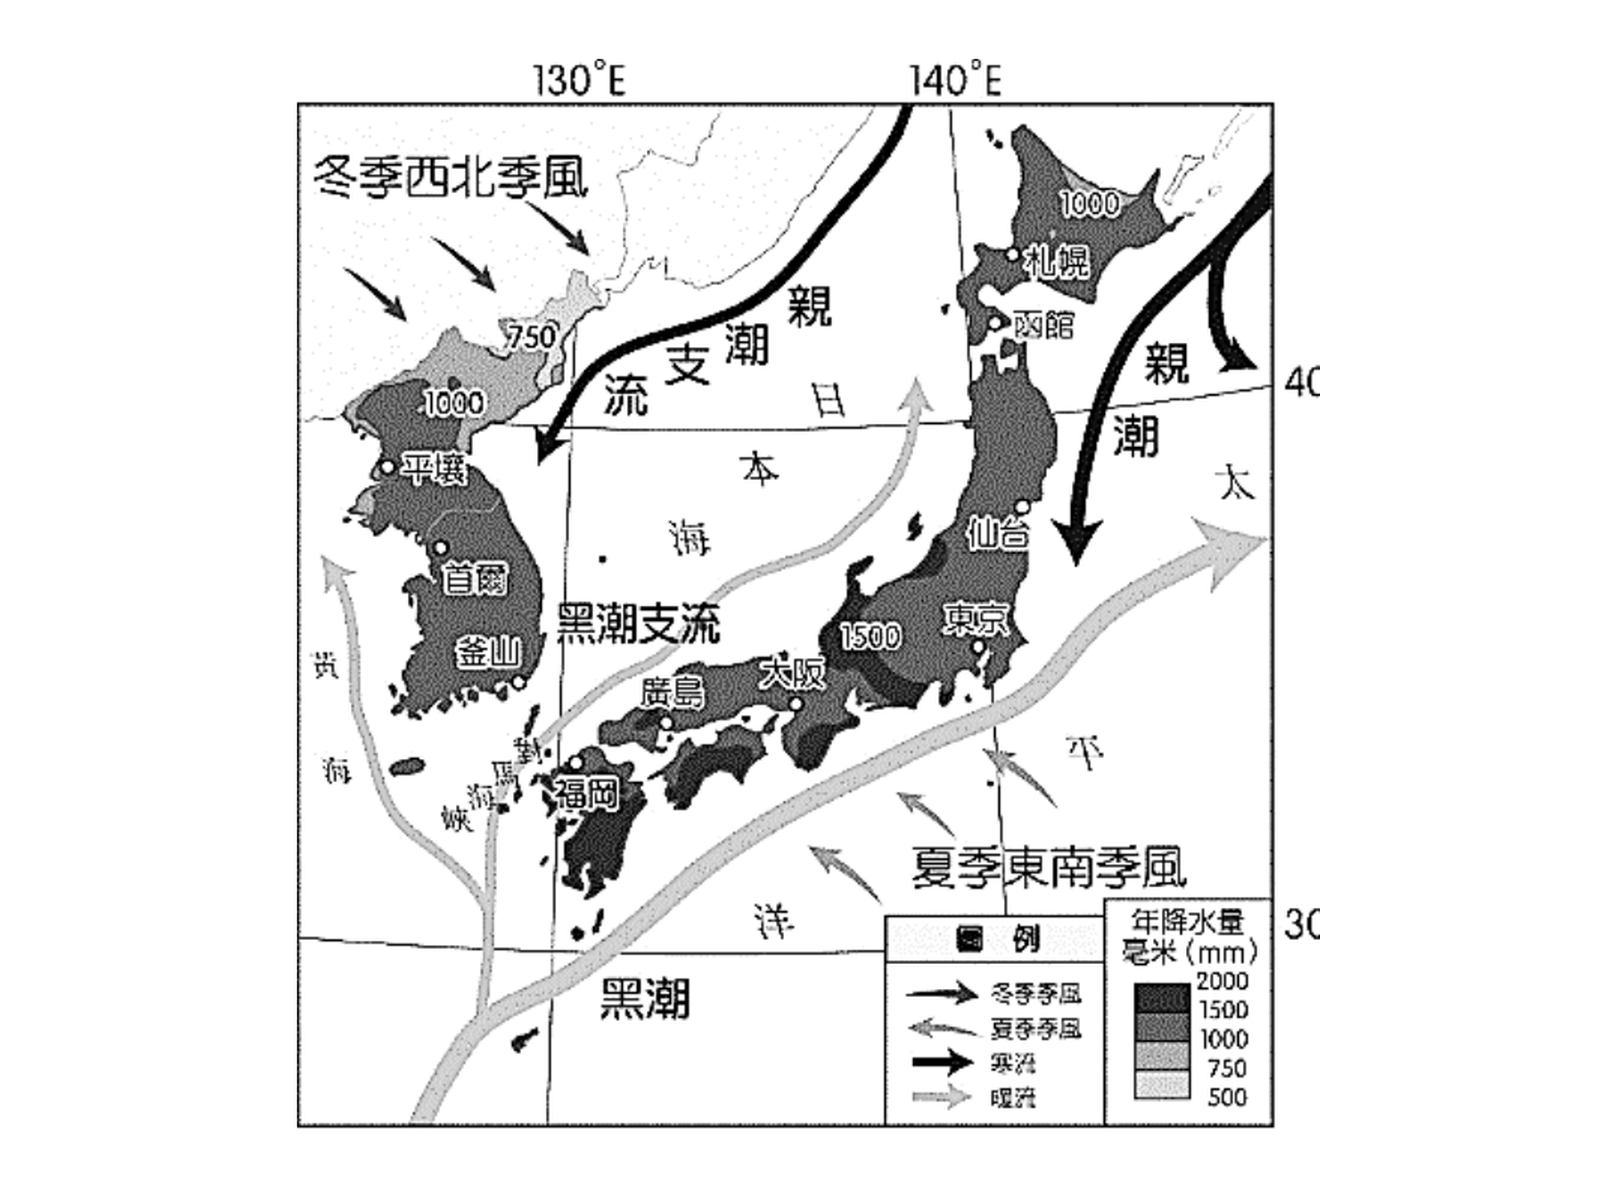 130°E
140°E
冬季西北季風
1000
札幌
親
潮
支
流
750
函館
親
潮
40
1000
日
本
海
平壤
太
仙台
首爾
黑潮支流
1500
東京
釜山
黃
海
大阪
廣島
平
對
馬
海
峽
福岡
夏季東南季風
洋
30
黑潮
圖 例
冬季季風
夏季季風
寒流
暖流
年降水量
毫米(mm)
2000
1500
1000
750
500